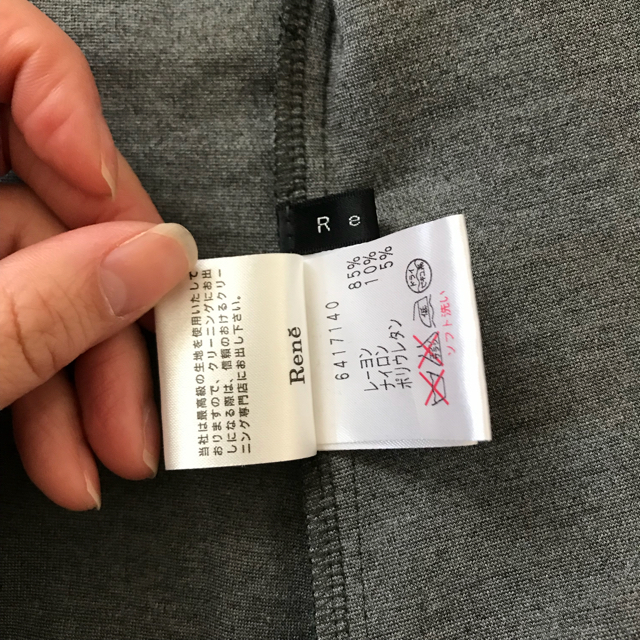 R e
当社は最高級の生地を使用いたして
おりますので、クリーニングにお出
しになる際は、信頼のおけるクリー
ニング専門店にお出し下さい。
René
6417140
レーヨン 85%
ナイロン 10%
ポリウレタン 5%
ドライ
ソフト洗い